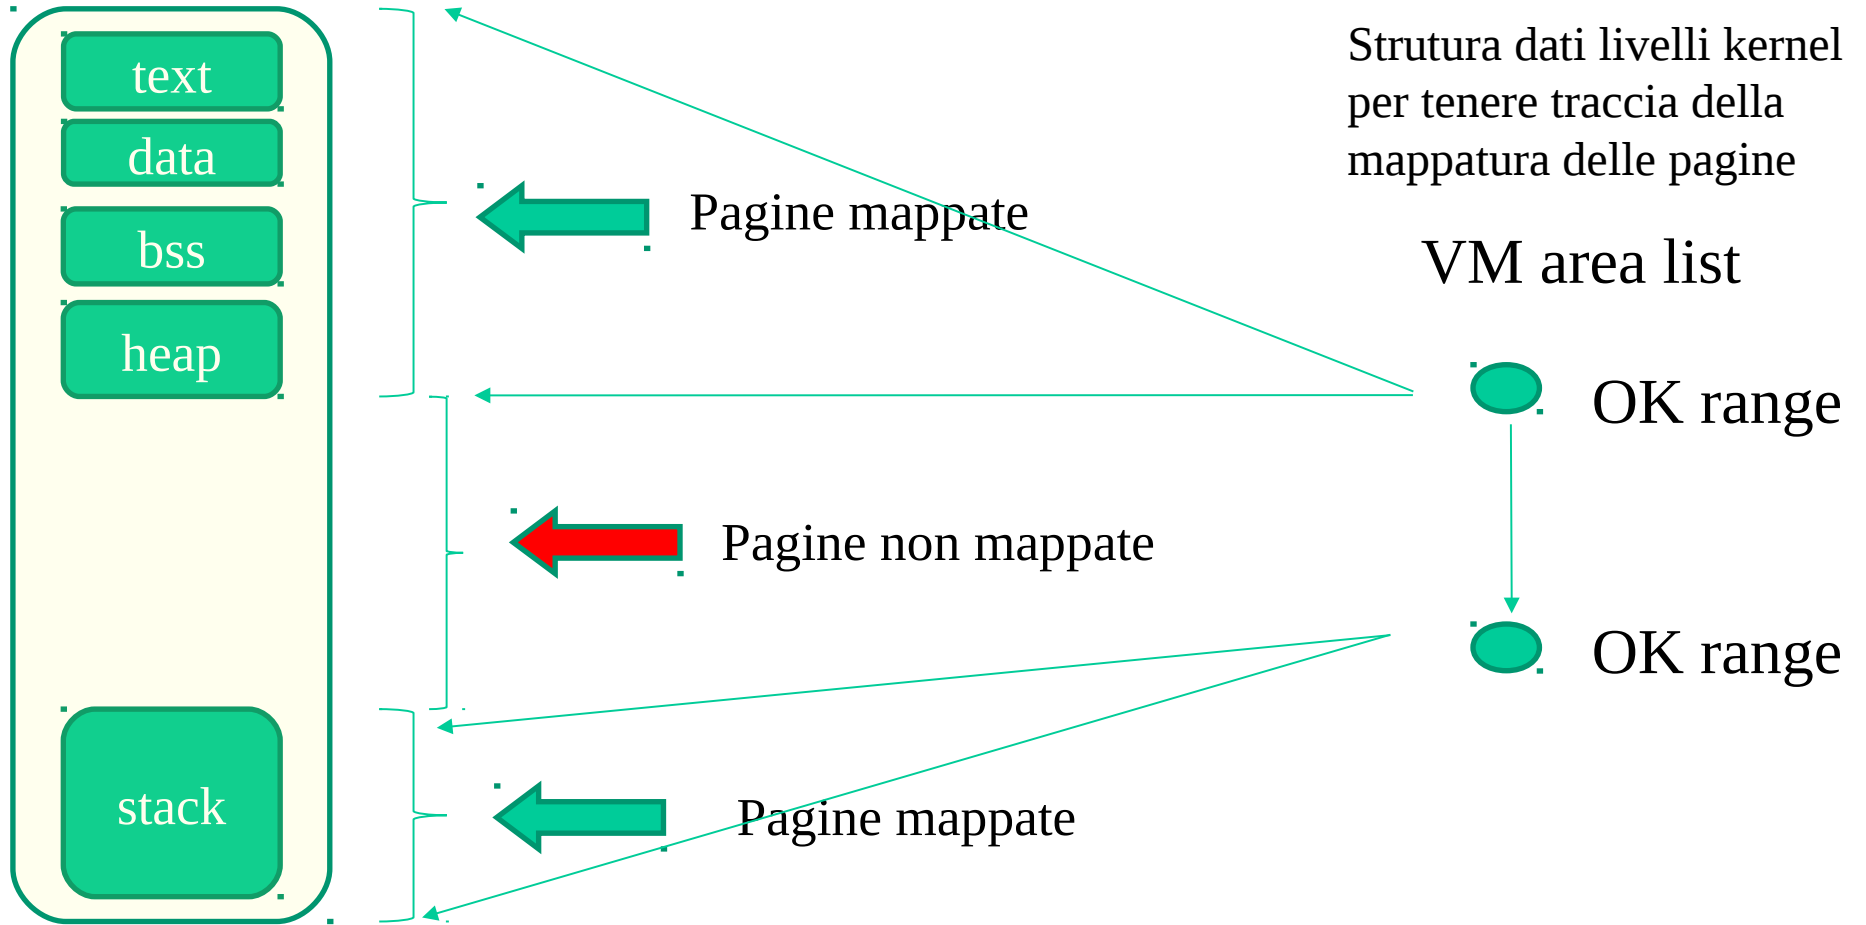 text
data
bss
heap
stack
Pagine mappate
Pagine non mappate
Pagine mappate
Strutura dati livelli kernel
per tenere traccia della
mappatura delle pagine
VM area list
OK range
OK range